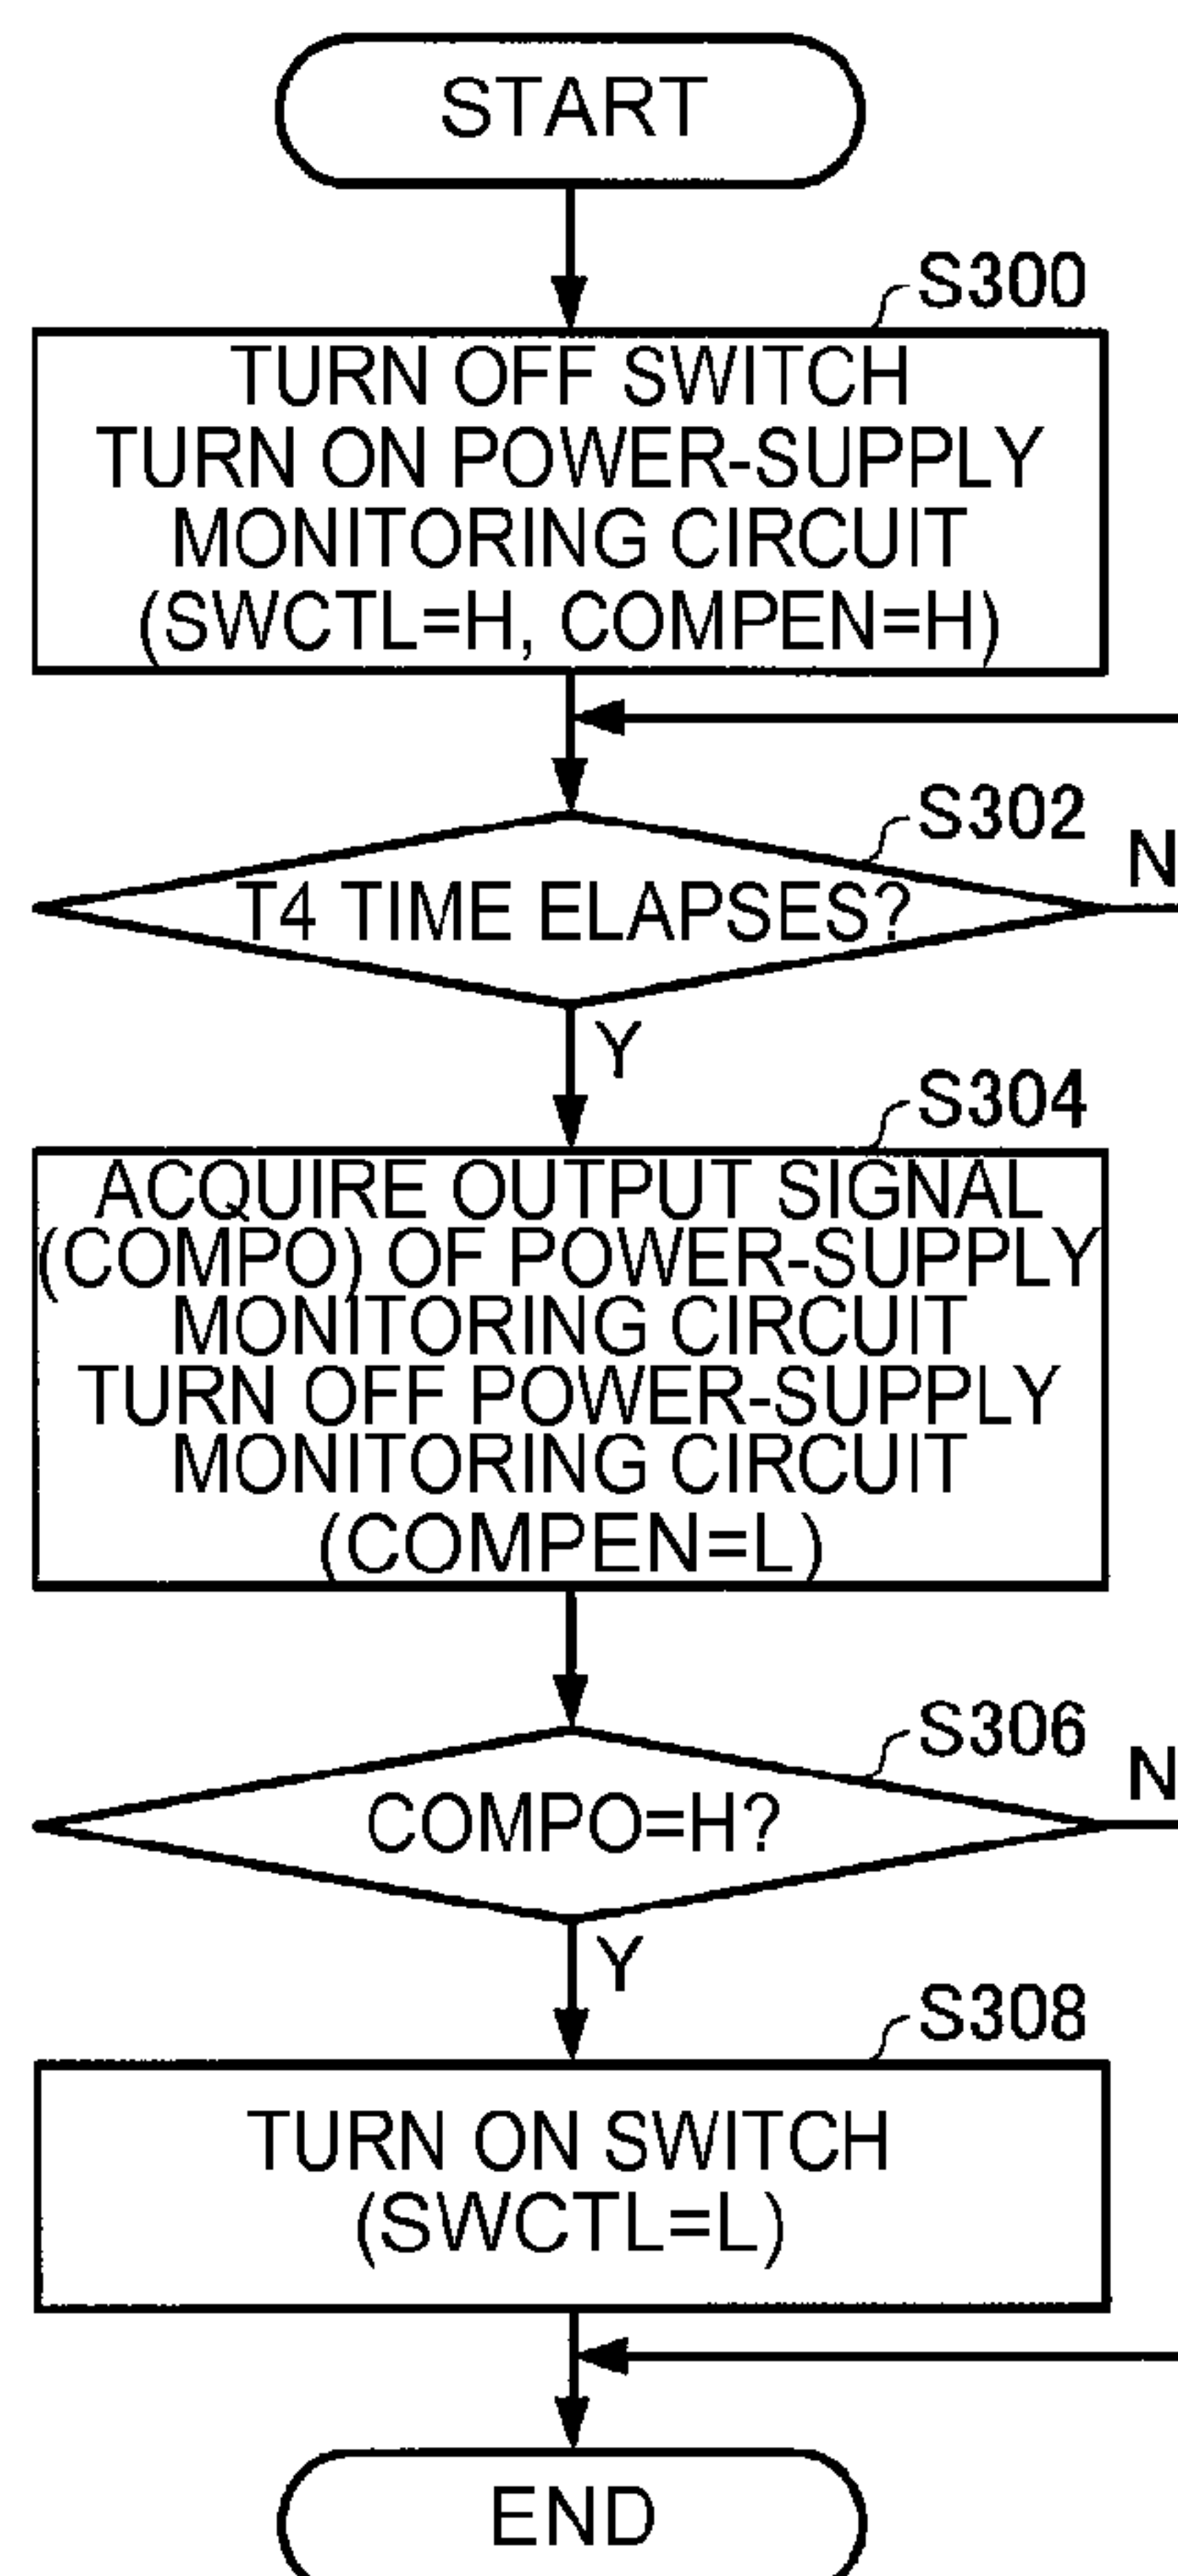 START
S300
TURN OFF SWITCH
TURN ON POWER-SUPPLY
MONITORING CIRCUIT
(SWCTL=H, COMPEN=H)
S302
N
T4 TIME ELAPSES?
Y
S304
ACQUIRE OUTPUT SIGNAL
(COMPO) OF POWER-SUPPLY
MONITORING CIRCUIT
TURN OFF POWER-SUPPLY
MONITORING CIRCUIT
(COMPEN=L)
S306
N
COMPO=H?
Y
S308
TURN ON SWITCH
(SWCTL=L)
END